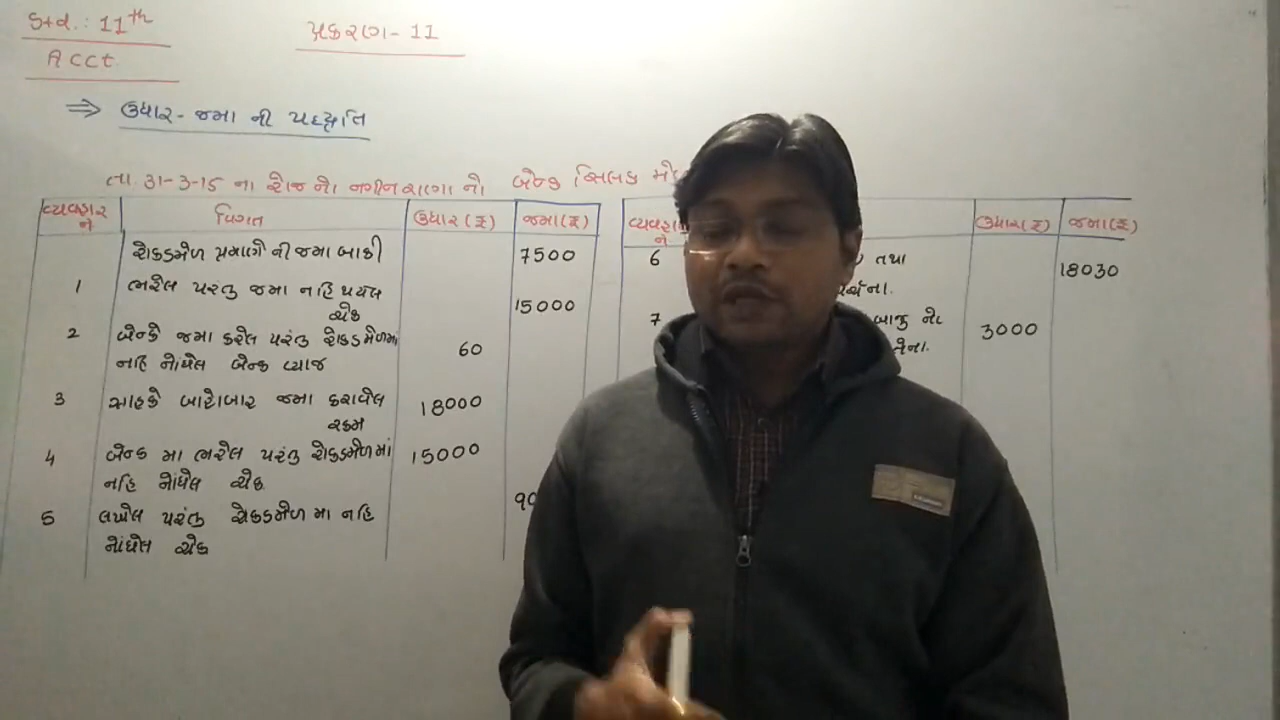 Std. : 11th
Acct.
પ્રકરણ - 11
⇒ ઉધાર - જમા ની પદ્ધતિ
તા. 31-3-15 ના રોજ નો નગીનરાણા નો બેન્ક સિલક
વ્યવહાર નં વિગત ઉધાર (₹) જમા (₹)
રોકડમેળ પ્રમાણે ની જમા બાકી 7500
1 ભરેલ પરંતુ જમા નહિ થયેલ
ચેક 15000
2 બેન્કે જમા કરેલ પરંતુ રોકડમેળમાં 60
નહિ નોંધેલ બેન્ક વ્યાજ
3 ગ્રાહકે બારોબાર જમા કરાવેલ 18000
રકમ
4 બેન્ક મા ભરેલ પરંતુ રોકડમેળમાં 15000
નહિ નોંધેલ ચેક
5 લખેલ પરંતુ રોકડમેળ મા નહિ
નોંધેલ ચેક
ઉધાર (₹) જમા (₹)
6 તથા 18030
7 બાજુ 3000